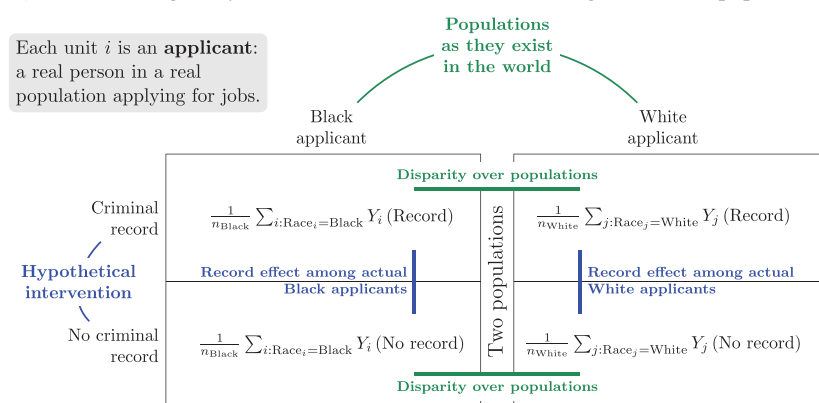 Populations
as they exist
in the world
Each unit i is an applicant:
a real person in a real
population applying for jobs.
Black
applicant
White
applicant
Disparity over populations
Criminal
record
1/n_Black ∑_{i:Race_i=Black} Y_i (Record)
1/n_White ∑_{j:Race_j=White} Y_j (Record)
Two populations
Hypothetical
intervention
Record effect among actual
Black applicants
Record effect among actual
White applicants
No criminal
record
1/n_Black ∑_{i:Race_i=Black} Y_i (No record)
1/n_White ∑_{j:Race_j=White} Y_j (No record)
Disparity over populations